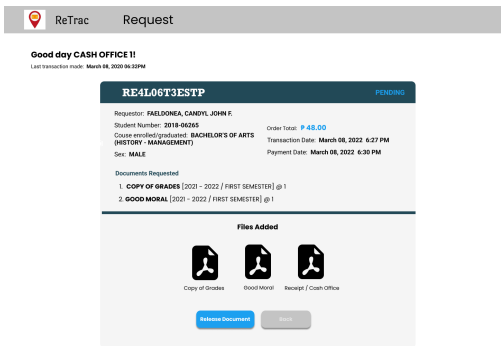 ReTrac Request
Good day CASH OFFICE 1!
Last transaction made: March 08, 2020 06:32PM
RE4L06T3ESTP PENDING
Requestor: FAELDONEA, CANDYL JOHN F.
Student Number: 2018-06265
Couse enrolled/graduated: BACHELOR'S OF ARTS
(HISTORY - MANAGEMENT)
Sex: MALE
Order Total: ₱ 48.00
Transaction Date: March 08, 2022 6:27 PM
Payment Date: March 08, 2022 6:30 PM
Documents Requested
1. COPY OF GRADES [2021 - 2022 / FIRST SEMESTER] @ 1
2. GOOD MORAL [2021 - 2022 / FIRST SEMESTER] @ 1
Files Added
Copy of Grades Good Moral Receipt / Cash Office
Release Document